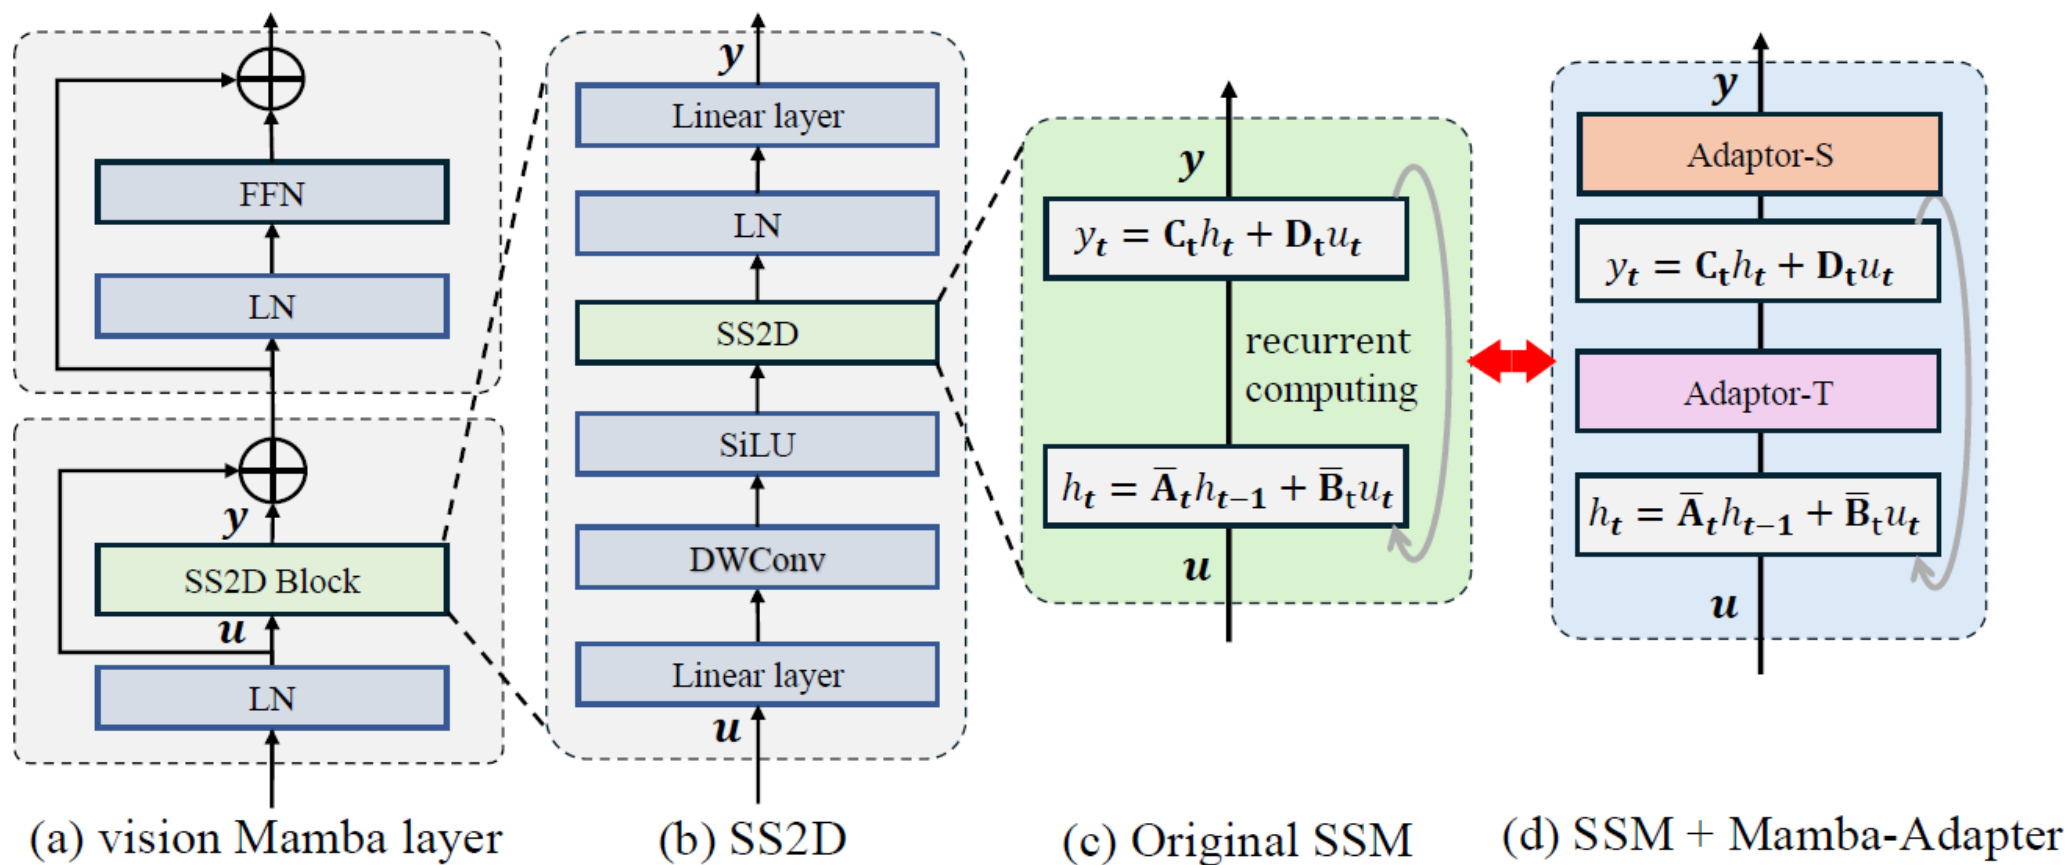 FFN
LN
y
SS2D Block
u
LN
(a) vision Mamba layer
y
Linear layer
LN
SS2D
SiLU
DWConv
Linear layer
u
(b) SS2D
y
y_t = C_t h_t + D_t u_t
recurrent
computing
h_t = A̅_t h_{t−1} + B̅_t u_t
u
(c) Original SSM
y
Adaptor-S
y_t = C_t h_t + D_t u_t
Adaptor-T
h_t = A̅_t h_{t−1} + B̅_t u_t
u
(d) SSM + Mamba-Adapter